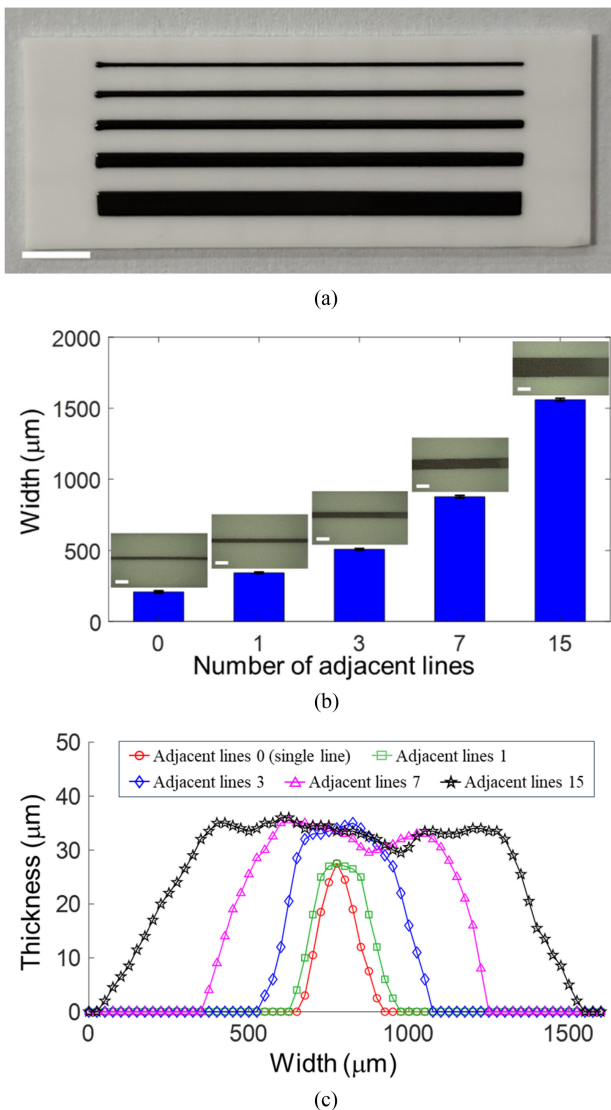 (a)
2000
1500
1000
500
0
Width (μm)
0 1 3 7 15
Number of adjacent lines
(b)
50
40
30
20
10
0
Thickness (μm)
Adjacent lines 0 (single line) Adjacent lines 1
Adjacent lines 3 Adjacent lines 7 Adjacent lines 15
0 500 1000 1500
Width (μm)
(c)